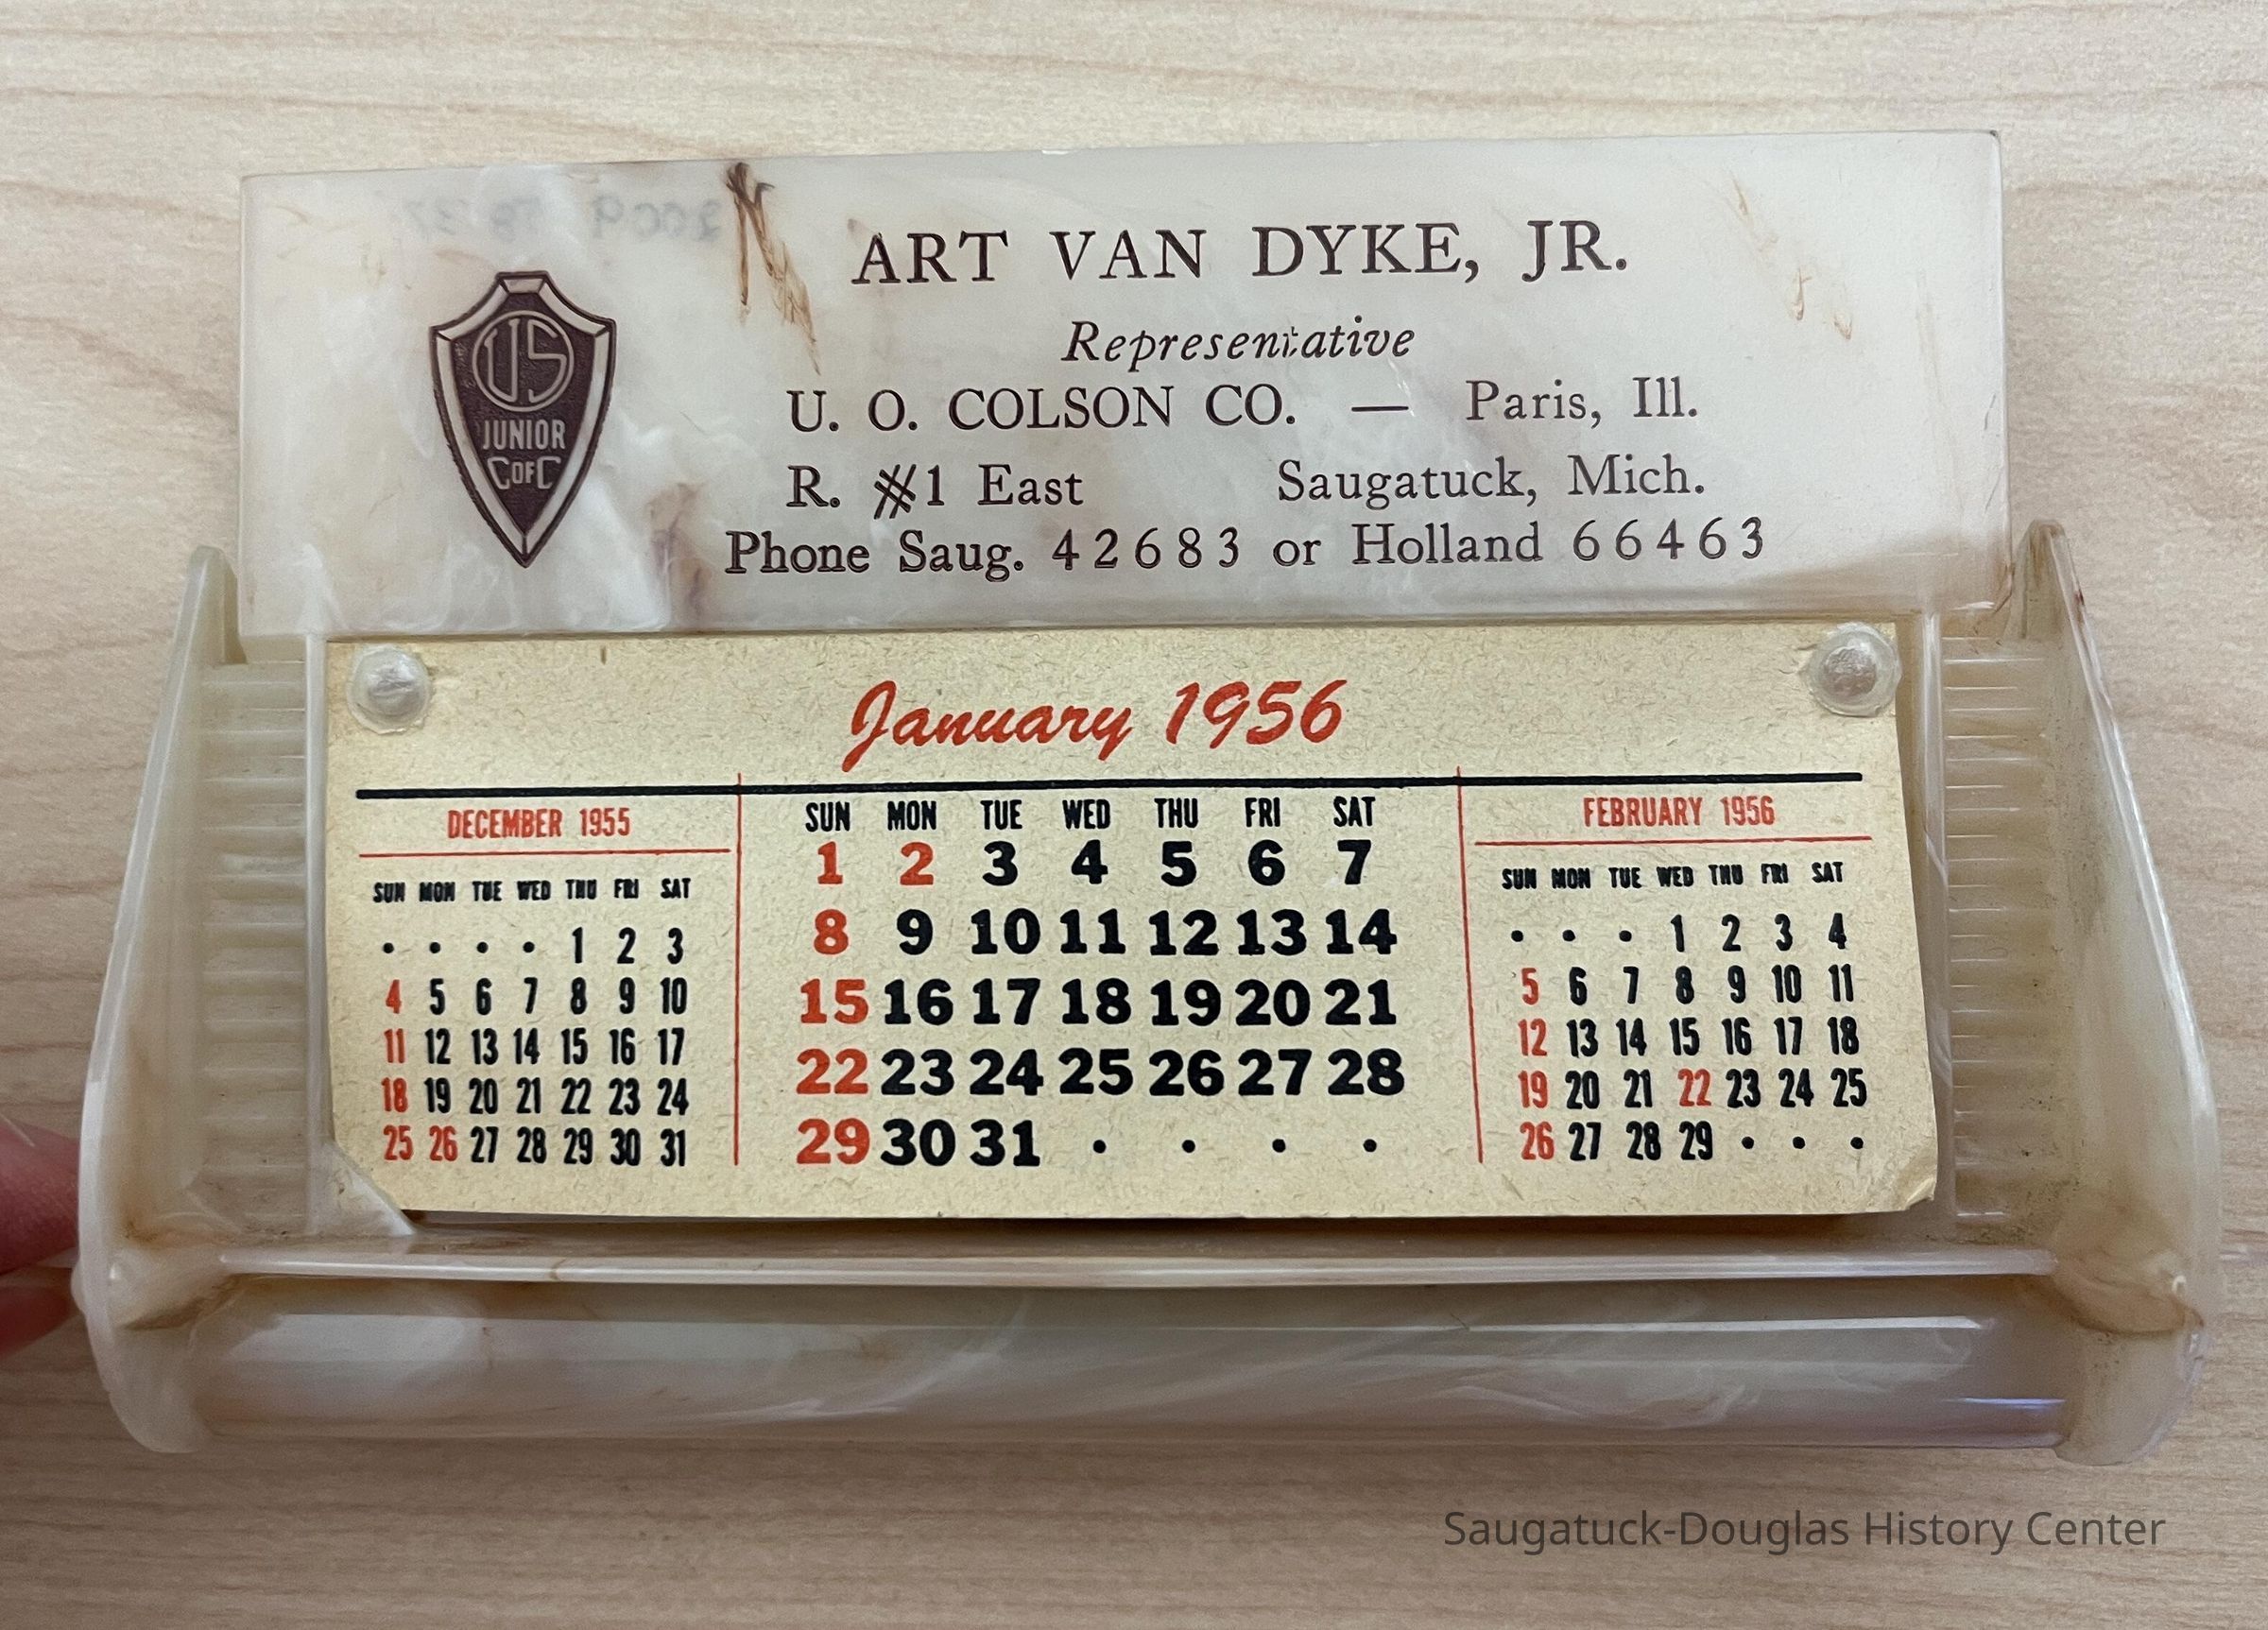 ART VAN DYKE, JR.
Representative
U. O. COLSON CO. — Paris, Ill.
R. #1 East Saugatuck, Mich.
Phone Saug. 42683 or Holland 66463
US
JUNIOR
C OF C
January 1956
DECEMBER 1955
SUN MON TUE WED THU FRI SAT
• • • • 1 2 3
4 5 6 7 8 9 10
11 12 13 14 15 16 17
18 19 20 21 22 23 24
25 26 27 28 29 30 31
SUN MON TUE WED THU FRI SAT
1 2 3 4 5 6 7
8 9 10 11 12 13 14
15 16 17 18 19 20 21
22 23 24 25 26 27 28
29 30 31 • • • •
FEBRUARY 1956
SUN MON TUE WED THU FRI SAT
• • • 1 2 3 4
5 6 7 8 9 10 11
12 13 14 15 16 17 18
19 20 21 22 23 24 25
26 27 28 29 • • •
Saugatuck-Douglas History Center